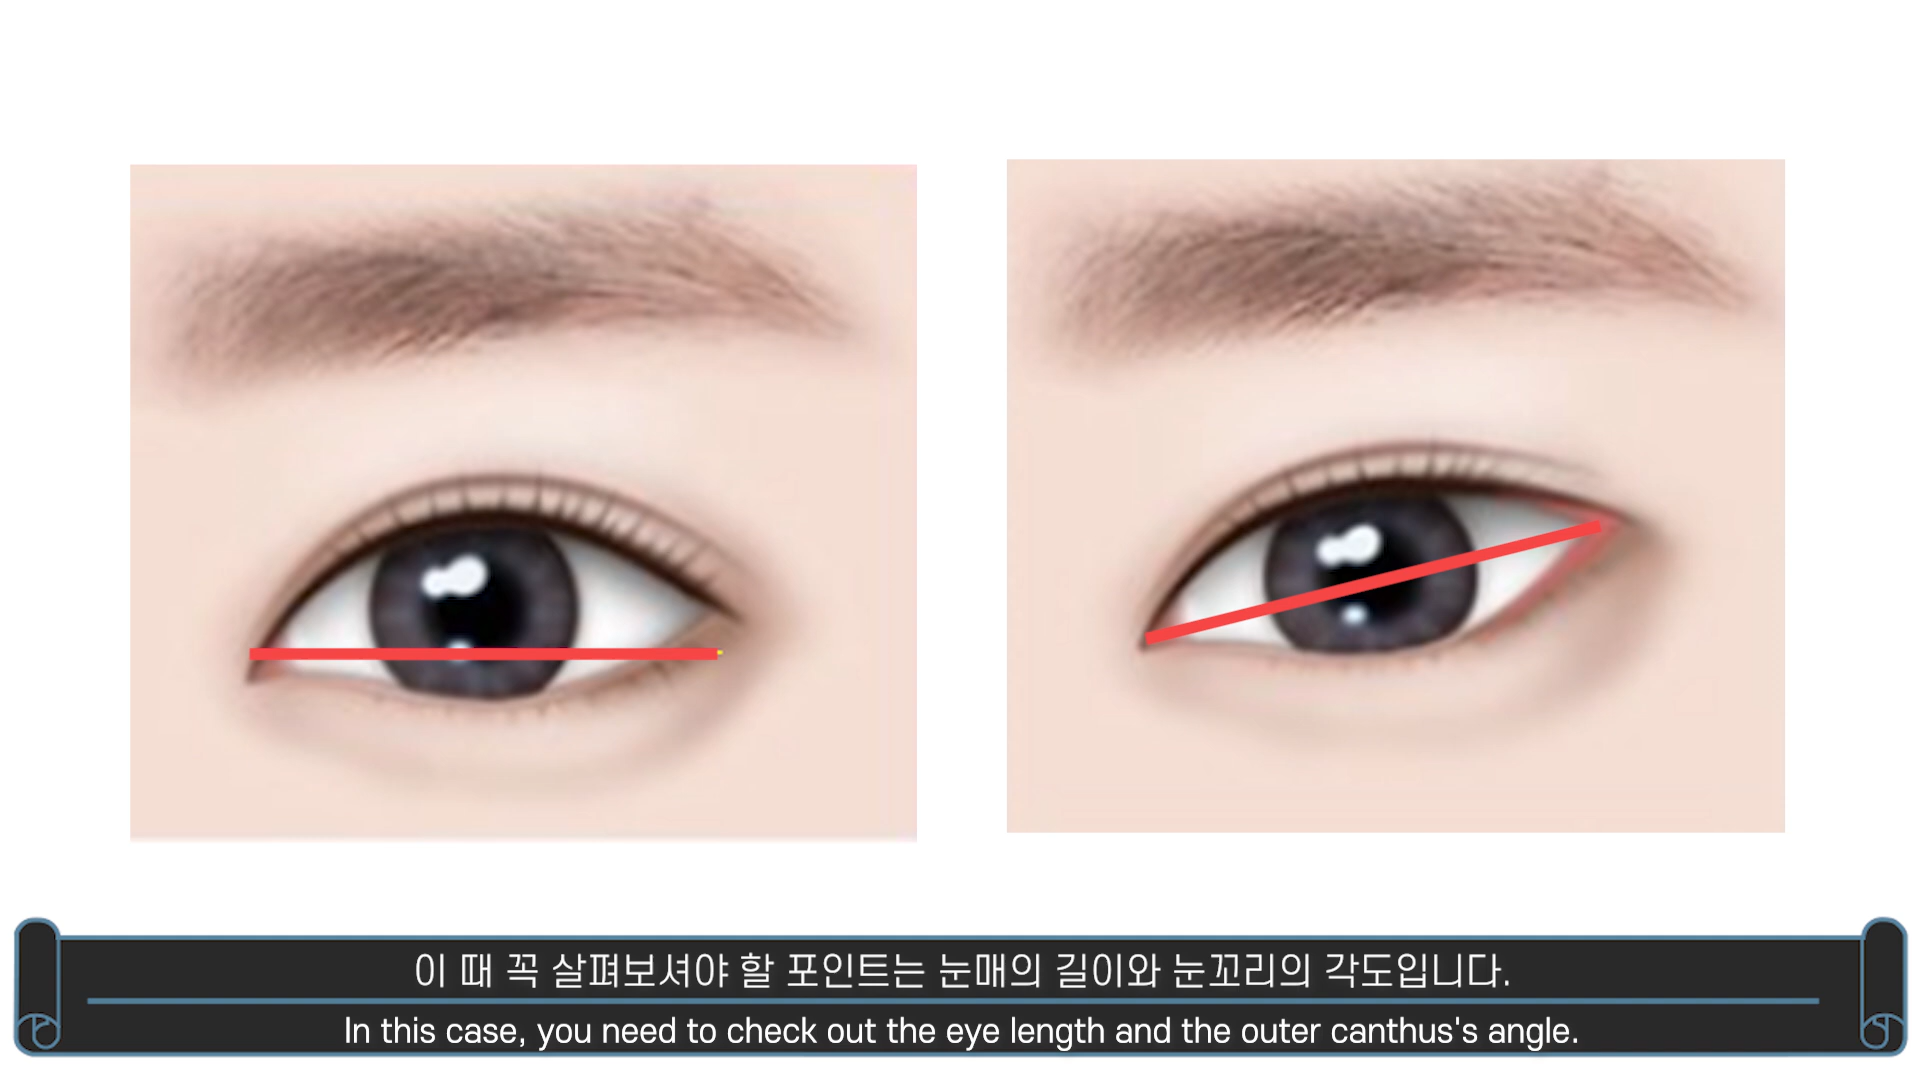 이 때 꼭 살펴보셔야 할 포인트는 눈매의 길이와 눈꼬리의 각도입니다.
In this case, you need to check out the eye length and the outer canthus's angle.